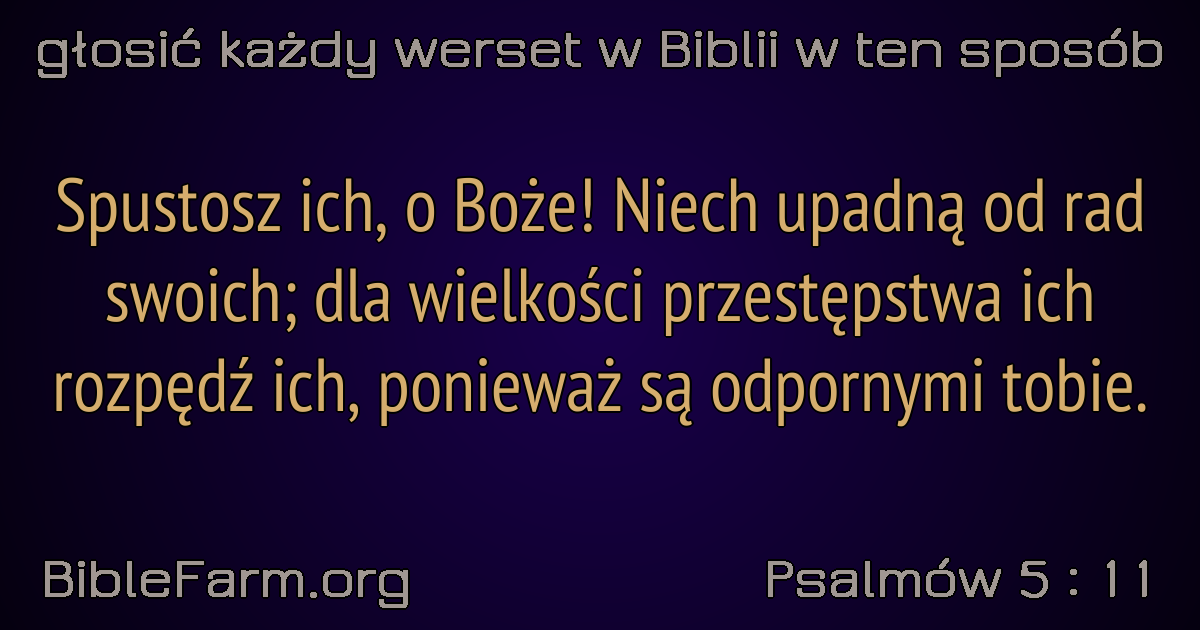 głosić każdy werset w Biblii w ten sposób
Spustosz ich, o Boże! Niech upadną od rad
swoich; dla wielkości przestępstwa ich
rozpędź ich, ponieważ są odpornymi tobie.
BibleFarm.org
Psalmów 5 : 11